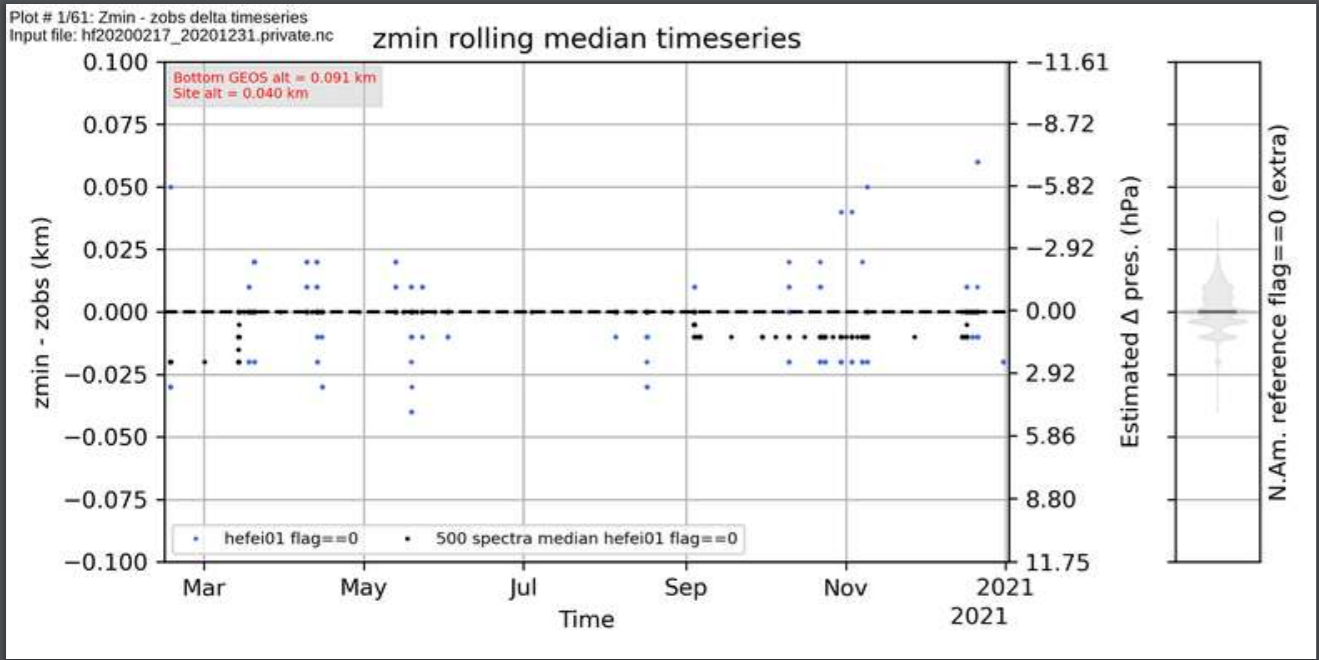 Plot # 1/61: Zmin - zobs delta timeseries
Input file: hf20200217_20201231.private.nc
zmin rolling median timeseries
Bottom GEOS alt = 0.091 km
Site alt = 0.040 km
0.100
0.075
0.050
0.025
0.000
−0.025
−0.050
−0.075
−0.100
zmin - zobs (km)
−11.61
−8.72
−5.82
−2.92
0.00
2.92
5.86
8.80
11.75
Estimated Δ pres. (hPa)
N.Am. reference flag==0 (extra)
hefei01 flag==0
500 spectra median hefei01 flag==0
Mar May Jul Sep Nov 2021
Time
2021